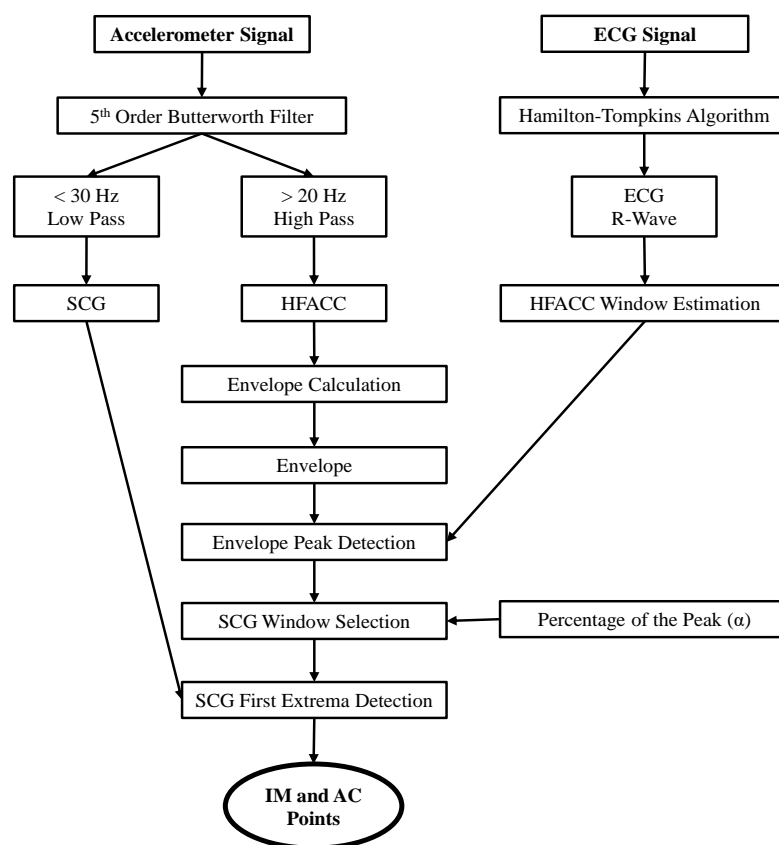 Accelerometer Signal
ECG Signal
5th Order Butterworth Filter
Hamilton-Tompkins Algorithm
< 30 Hz
Low Pass
> 20 Hz
High Pass
ECG
R-Wave
SCG
HFACC
HFACC Window Estimation
Envelope Calculation
Envelope
Envelope Peak Detection
SCG Window Selection
Percentage of the Peak (α)
SCG First Extrema Detection
IM and AC
Points